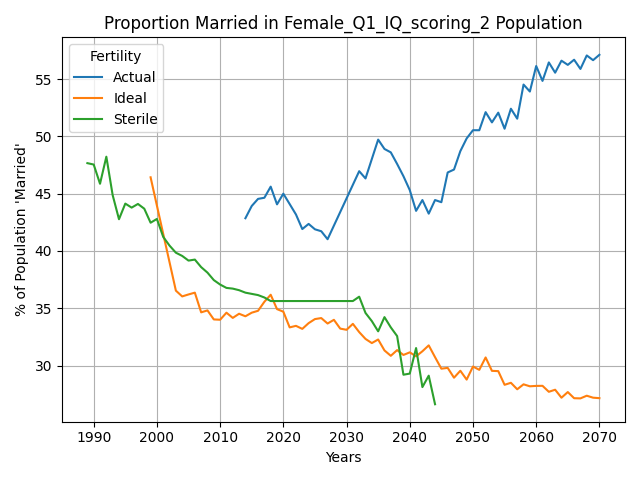 Proportion Married in Female_Q1_IQ_scoring_2 Population
Fertility
Actual
Ideal
Sterile
% of Population 'Married'
55
50
45
40
35
30
1990 2000 2010 2020 2030 2040 2050 2060 2070
Years